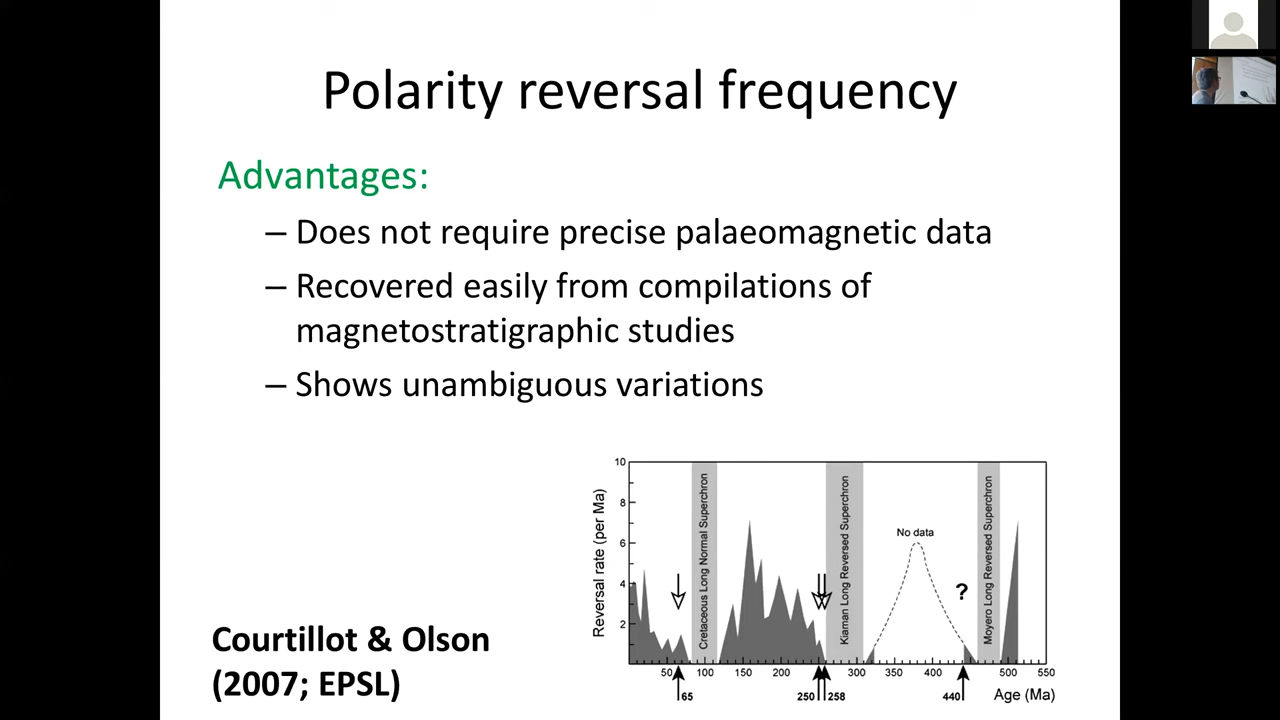 Polarity reversal frequency
Advantages:
– Does not require precise palaeomagnetic data
– Recovered easily from compilations of
magnetostratigraphic studies
– Shows unambiguous variations
Courtillot & Olson
(2007; EPSL)
Reversal rate (per Ma)
10
8
6
4
2
Cretaceous Long Normal Superchron
Kiaman Long Reversed Superchron
No data
?
Moyero Long Reversed Superchron
50 100 150 200 250 300 350 400 450 500 550
65 250 258 440 Age (Ma)